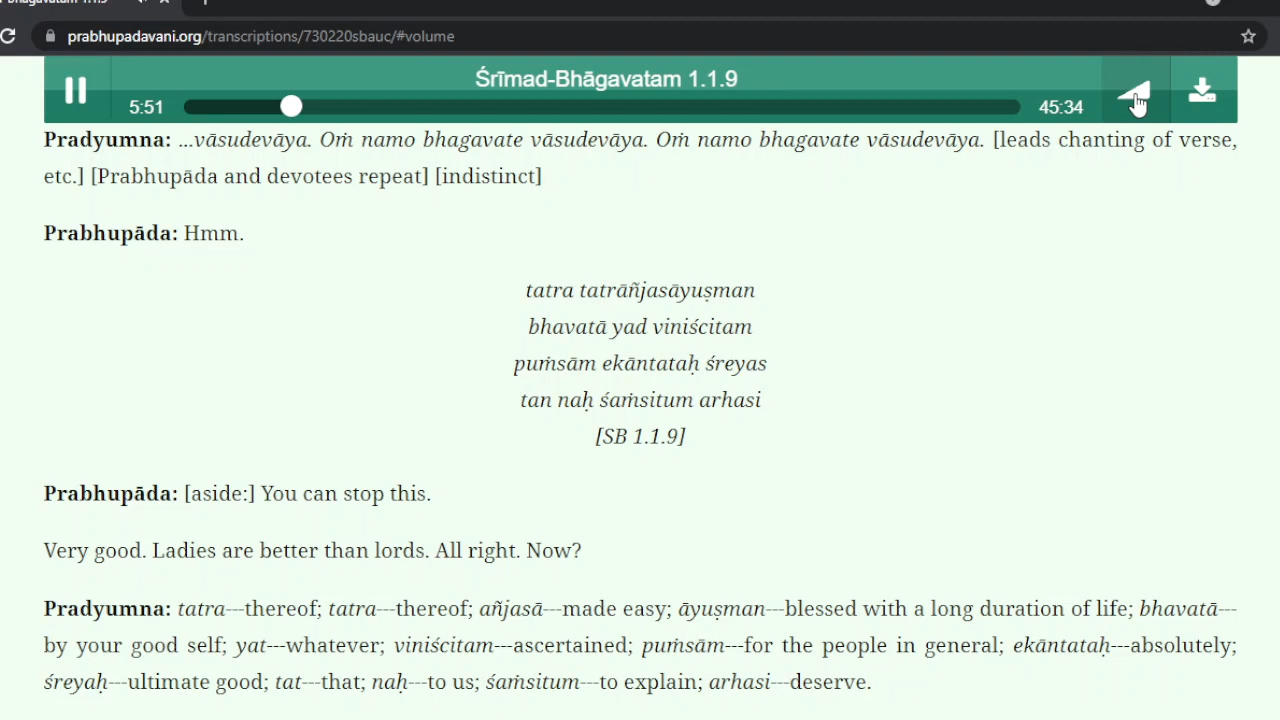 prabhupadavani.org/transcriptions/730220sbauc/#volume
Śrīmad-Bhāgavatam 1.1.9
5:51 45:34
Pradyumna: ...vāsudevāya. Oṁ namo bhagavate vāsudevāya. Oṁ namo bhagavate vāsudevāya. [leads chanting of verse,
etc.] [Prabhupāda and devotees repeat] [indistinct]
Prabhupāda: Hmm.
tatra tatrāñjasāyuṣman
bhavatā yad viniścitam
puṁsām ekāntataḥ śreyas
tan naḥ śaṁsitum arhasi
[SB 1.1.9]
Prabhupāda: [aside:] You can stop this.
Very good. Ladies are better than lords. All right. Now?
Pradyumna: tatra---thereof; tatra---thereof; añjasā---made easy; āyuṣman---blessed with a long duration of life; bhavatā---
by your good self; yat---whatever; viniścitam---ascertained; puṁsām---for the people in general; ekāntataḥ---absolutely;
śreyaḥ---ultimate good; tat---that; naḥ---to us; śaṁsitum---to explain; arhasi---deserve.